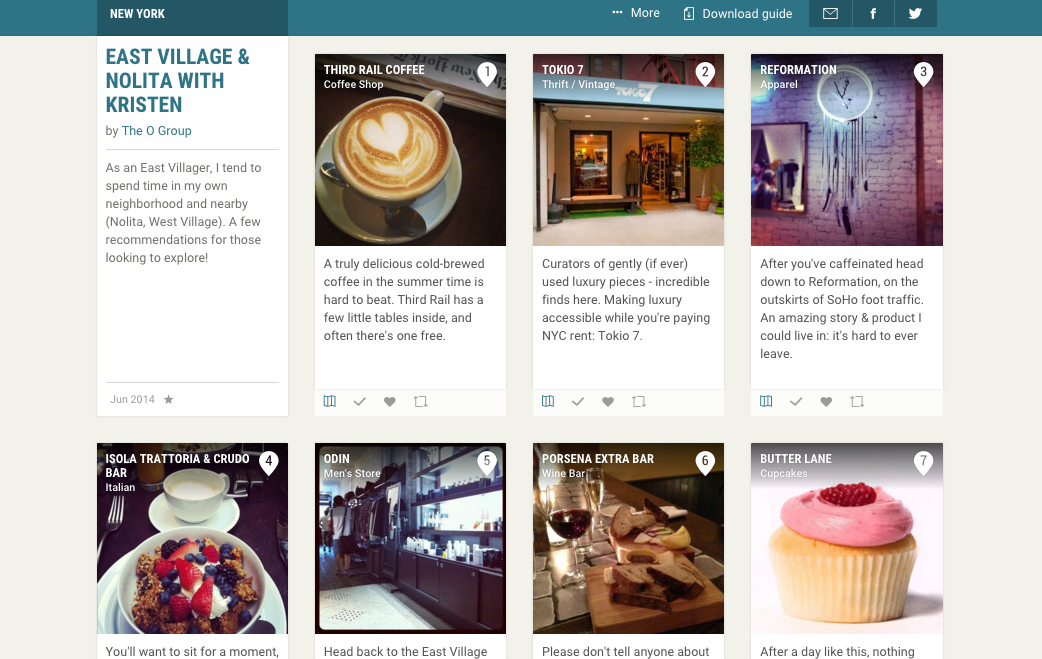 NEW YORK
More
Download guide
EAST VILLAGE &
NOLITA WITH
KRISTEN
by The O Group
As an East Villager, I tend to
spend time in my own
neighborhood and nearby
(Nolita, West Village). A few
recommendations for those
looking to explore!
Jun 2014
THIRD RAIL COFFEE
Coffee Shop
1
A truly delicious cold-brewed
coffee in the summer time is
hard to beat. Third Rail has a
few little tables inside, and
often there's one free.
TOKIO 7
Thrift / Vintage
2
TOKIO 7
Curators of gently (if ever)
used luxury pieces - incredible
finds here. Making luxury
accessible while you're paying
NYC rent: Tokio 7.
REFORMATION
Apparel
3
After you've caffeinated head
down to Reformation, on the
outskirts of SoHo foot traffic.
An amazing story & product I
could live in: it's hard to ever
leave.
ISOLA TRATTORIA & CRUDO
BAR
Italian
4
You'll want to sit for a moment,
ODIN
Men's Store
5
Head back to the East Village
PORSENA EXTRA BAR
Wine Bar
6
Please don't tell anyone about
BUTTER LANE
Cupcakes
7
After a day like this, nothing